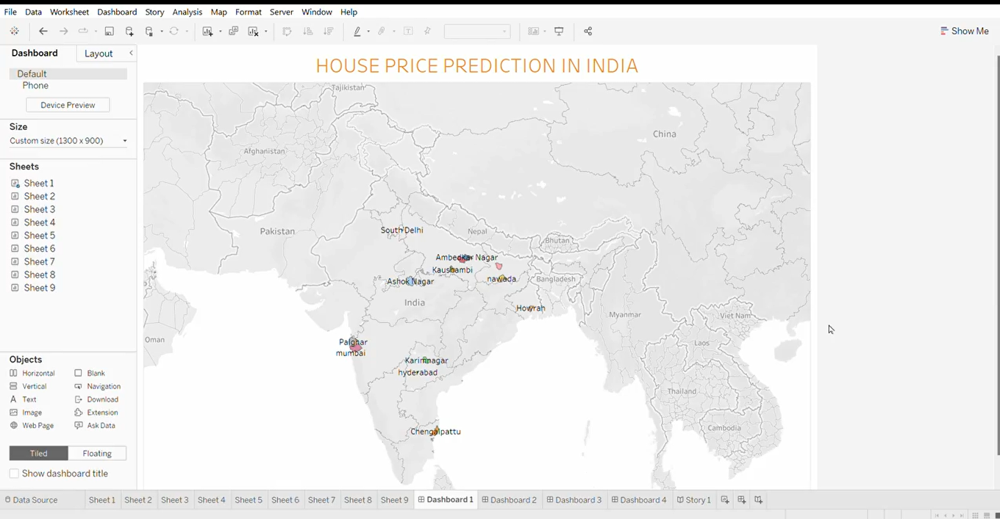 File Data Worksheet Dashboard Story Analysis Map Format Server Window Help
Show Me
Dashboard Layout
Default
Phone
Device Preview
Size
Custom size (1300 x 900)
Sheets
Sheet 1
Sheet 2
Sheet 3
Sheet 4
Sheet 5
Sheet 6
Sheet 7
Sheet 8
Sheet 9
Objects
Horizontal Blank
Vertical Navigation
A Text Download
Image Extension
Web Page Ask Data
Tiled Floating
Show dashboard title
HOUSE PRICE PREDICTION IN INDIA
Tajikistan
China
Afghanistan
Pakistan
South Delhi
Nepal
Bhutan
Ambedkar Nagar
Kaushambi
Ashok Nagar
nawada
Bangladesh
India
Howrah
Myanmar
Viet Nam
Oman
Palghar
mumbai
Laos
Karimnagar
hyderabad
Thailand
Cambodia
Chengalpattu
Data Source Sheet 1 Sheet 2 Sheet 3 Sheet 4 Sheet 5 Sheet 6 Sheet 7 Sheet 8 Sheet 9 Dashboard 1 Dashboard 2 Dashboard 3 Dashboard 4 Story 1